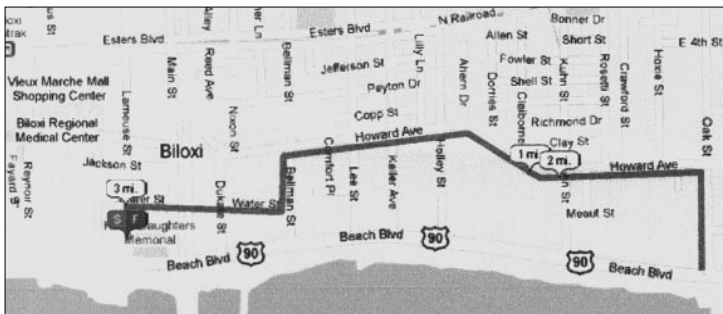 Alley
Bonner Dr
N Railroad
Esters Blvd
Esters Blvd
Allen St
Short St
E 4th St
Main St
Reed Ave
Bellman St
Lilly Ln
Fowler St
Hoxie St
Jefferson St
Ahern Dr
Dorries St
Kuhn St
Rosetti St
Crawford St
Vieux Marche Mall
Shopping Center
Peyton Dr
Shell St
Claiborne
Lameuse St
Nixon St
Copp St
Richmond Dr
Biloxi Regional
Medical Center
Howard Ave
Clay St
Oak St
Biloxi
Jackson St
1 mi.
2 mi.
Howard Ave
Fayard St
Reynoir St
Comfort Pl
Lee St
Keller Ave
Holley St
Bellman St
3 mi.
Water St
Meaut St
S F
Memorial
Beach Blvd
90
Beach Blvd
90
90
Beach Blvd